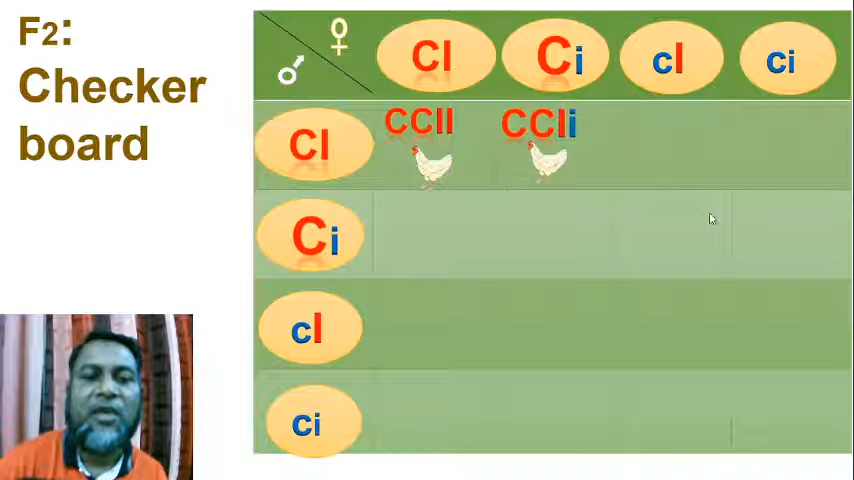 F2:
Checker
board
♀
♂
CI Ci cI ci
CI CCII CCIi
Ci
cI
ci